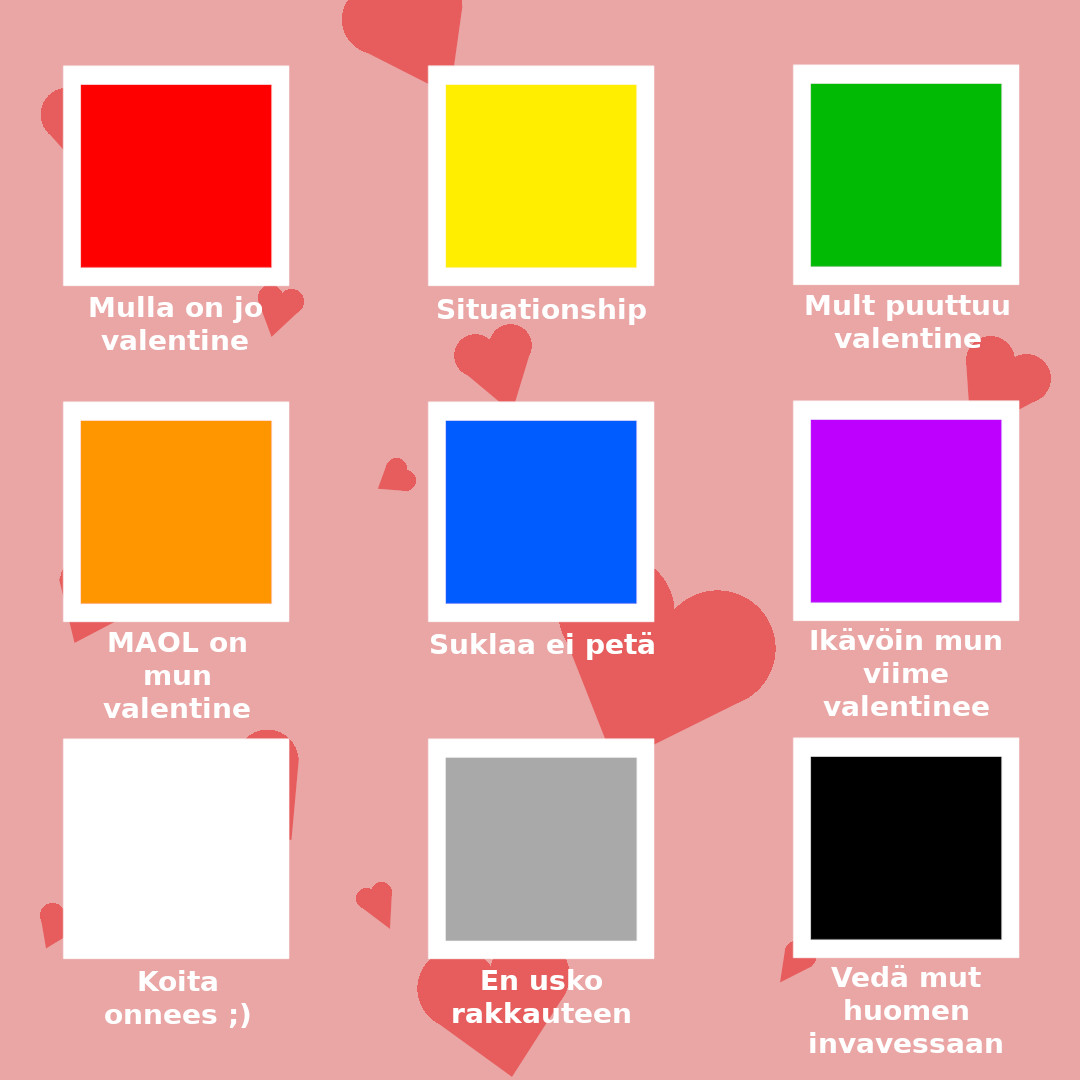 Mulla on jo
valentine
Situationship
Mult puuttuu
valentine
MAOL on
mun
valentine
Suklaa ei petä
Ikävöin mun
viime
valentinee
Koita
onnees ;)
En usko
rakkauteen
Vedä mut
huomen
invavessaan